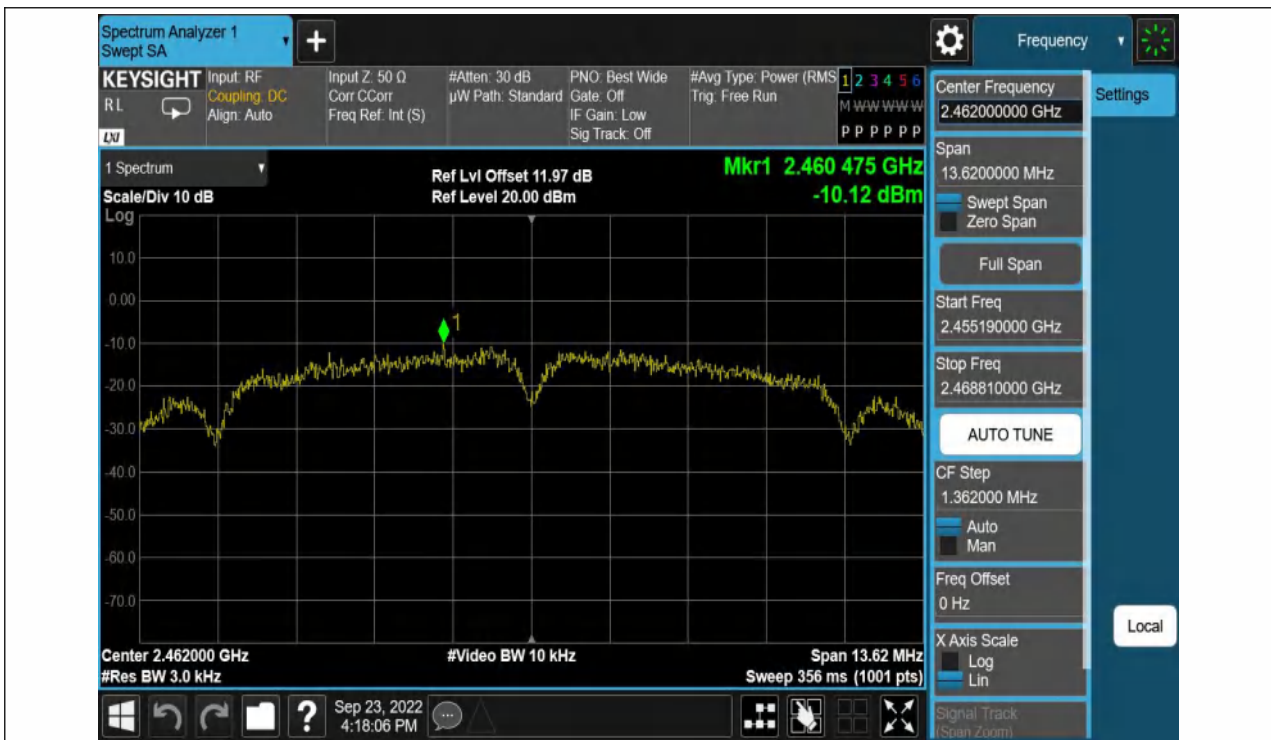 Spectrum Analyzer 1
Swept SA
+
Frequency
KEYSIGHT
RL
LXI
Input: RF
Coupling: DC
Align: Auto
Input Z: 50 Ω
Corr CCorr
Freq Ref: Int (S)
#Atten: 30 dB
µW Path: Standard
PNO: Best Wide
Gate: Off
IF Gain: Low
Sig Track: Off
#Avg Type: Power (RMS
Trig: Free Run
1 2 3 4 5 6
M W W W W W
P P P P P P
Center Frequency
2.462000000 GHz
Settings
Span
13.6200000 MHz
Swept Span
Zero Span
Full Span
Start Freq
2.455190000 GHz
Stop Freq
2.468810000 GHz
AUTO TUNE
CF Step
1.362000 MHz
Auto
Man
Freq Offset
0 Hz
X Axis Scale
Log
Lin
Signal Track
(Span Zoom)
Local
1 Spectrum
Scale/Div 10 dB
Ref Lvl Offset 11.97 dB
Ref Level 20.00 dBm
Mkr1 2.460 475 GHz
-10.12 dBm
Log
10.0
0.00
-10.0
-20.0
-30.0
-40.0
-50.0
-60.0
-70.0
1
Center 2.462000 GHz
#Video BW 10 kHz
Span 13.62 MHz
#Res BW 3.0 kHz
Sweep 356 ms (1001 pts)
?
Sep 23, 2022
4:18:06 PM